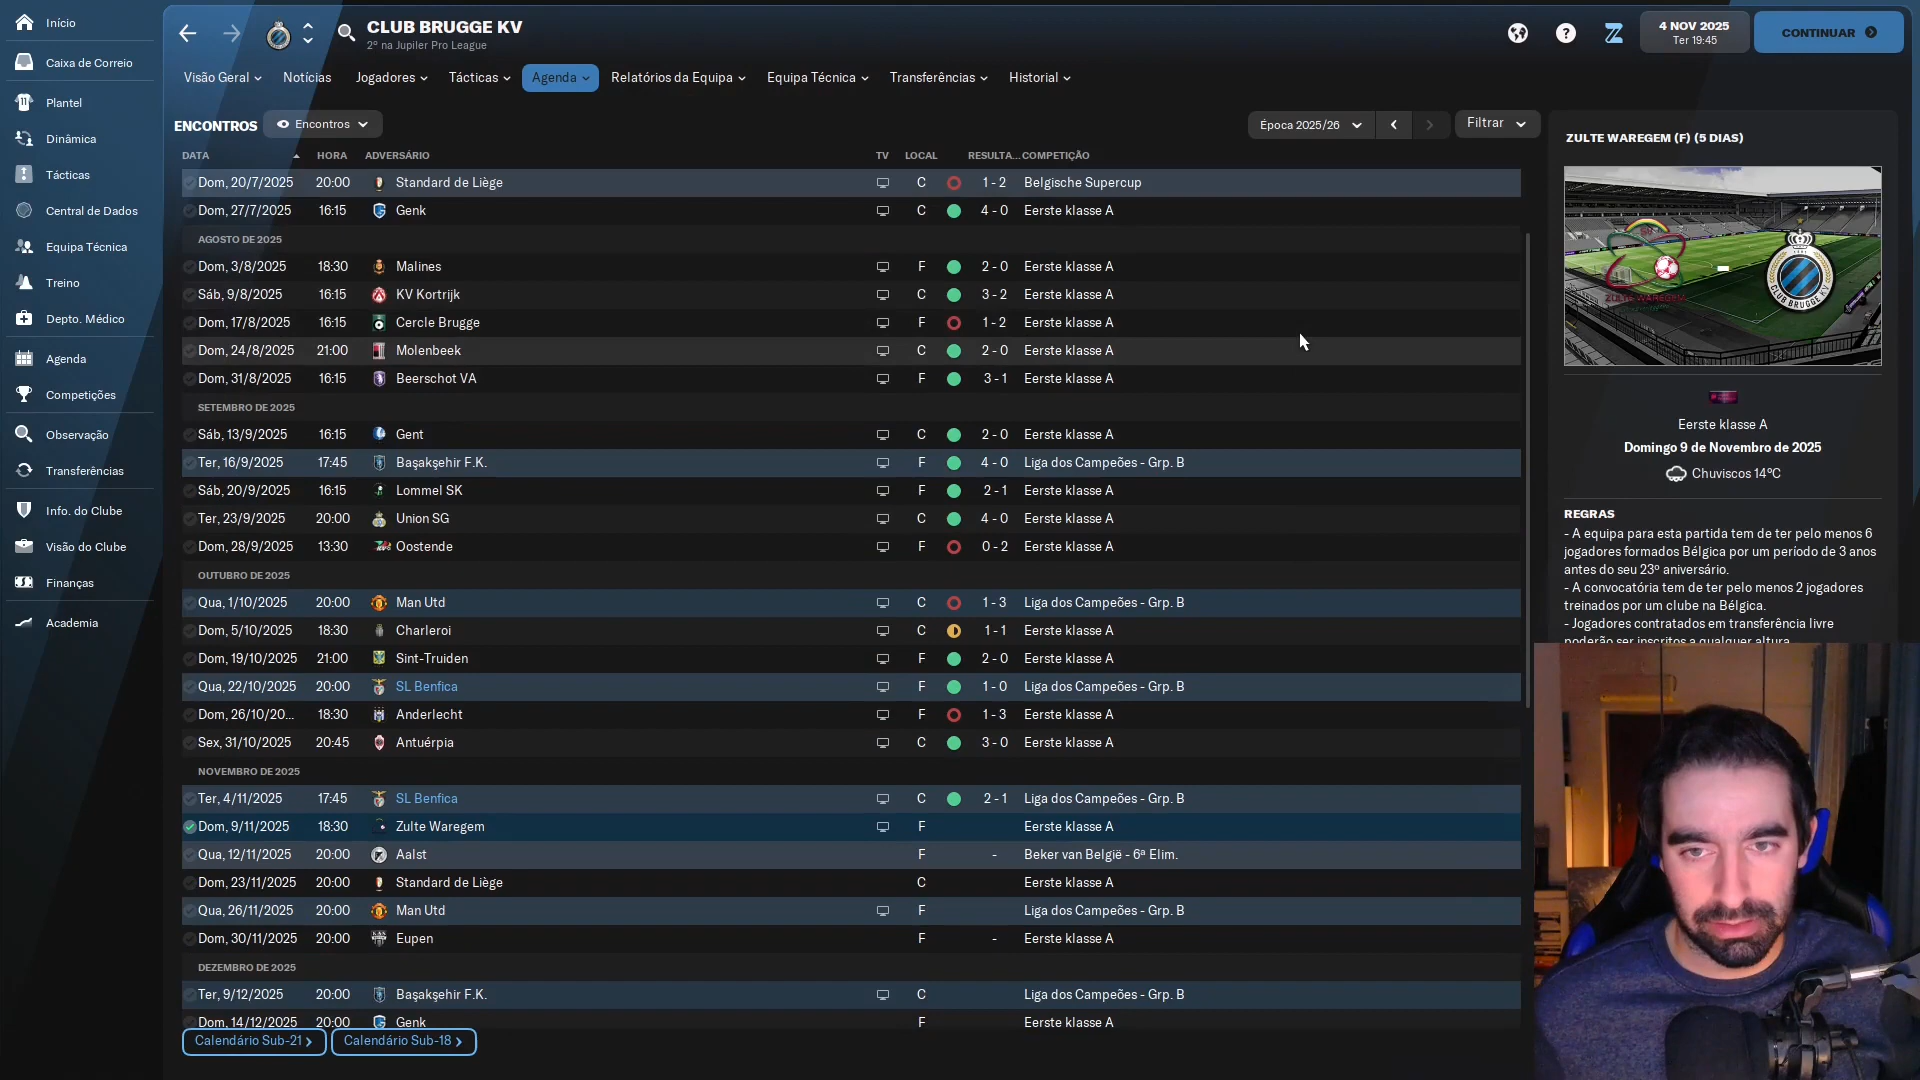 Início
Caixa de Correio
Plantel
Dinâmica
Tácticas
Central de Dados
Equipa Técnica
Treino
Depto. Médico
Agenda
Competições
Observação
Transferências
Info. do Clube
Visão do Clube
Finanças
Academia
CLUB BRUGGE KV
2º na Jupiler Pro League
4 NOV 2025
Ter 19:45
CONTINUAR
Visão Geral Notícias Jogadores Tácticas Agenda Relatórios da Equipa Equipa Técnica Transferências Historial
ENCONTROS Encontros Época 2025/26 Filtrar
DATA HORA ADVERSÁRIO TV LOCAL RESULTA... COMPETIÇÃO
Dom, 20/7/2025 20:00 Standard de Liège C 1 - 2 Belgische Supercup
Dom, 27/7/2025 16:15 Genk C 4 - 0 Eerste klasse A
AGOSTO DE 2025
Dom, 3/8/2025 18:30 Malines F 2 - 0 Eerste klasse A
Sáb, 9/8/2025 16:15 KV Kortrijk C 3 - 2 Eerste klasse A
Dom, 17/8/2025 16:15 Cercle Brugge F 1 - 2 Eerste klasse A
Dom, 24/8/2025 21:00 Molenbeek C 2 - 0 Eerste klasse A
Dom, 31/8/2025 16:15 Beerschot VA F 3 - 1 Eerste klasse A
SETEMBRO DE 2025
Sáb, 13/9/2025 16:15 Gent C 2 - 0 Eerste klasse A
Ter, 16/9/2025 17:45 Başakşehir F.K. F 4 - 0 Liga dos Campeões - Grp. B
Sáb, 20/9/2025 16:15 Lommel SK F 2 - 1 Eerste klasse A
Ter, 23/9/2025 20:00 Union SG C 4 - 0 Eerste klasse A
Dom, 28/9/2025 13:30 Oostende F 0 - 2 Eerste klasse A
OUTUBRO DE 2025
Qua, 1/10/2025 20:00 Man Utd C 1 - 3 Liga dos Campeões - Grp. B
Dom, 5/10/2025 18:30 Charleroi C 1 - 1 Eerste klasse A
Dom, 19/10/2025 21:00 Sint-Truiden F 2 - 0 Eerste klasse A
Qua, 22/10/2025 20:00 SL Benfica F 1 - 0 Liga dos Campeões - Grp. B
Dom, 26/10/20... 18:30 Anderlecht F 1 - 3 Eerste klasse A
Sex, 31/10/2025 20:45 Antuérpia C 3 - 0 Eerste klasse A
NOVEMBRO DE 2025
Ter, 4/11/2025 17:45 SL Benfica C 2 - 1 Liga dos Campeões - Grp. B
Dom, 9/11/2025 18:30 Zulte Waregem F Eerste klasse A
Qua, 12/11/2025 20:00 Aalst F - Beker van België - 6ª Elim.
Dom, 23/11/2025 20:00 Standard de Liège C Eerste klasse A
Qua, 26/11/2025 20:00 Man Utd F Liga dos Campeões - Grp. B
Dom, 30/11/2025 20:00 Eupen F - Eerste klasse A
DEZEMBRO DE 2025
Ter, 9/12/2025 20:00 Başakşehir F.K. C Liga dos Campeões - Grp. B
Dom, 14/12/2025 20:00 Genk F Eerste klasse A
Calendário Sub-21 Calendário Sub-18
ZULTE WAREGEM (F) (5 DIAS)
ZULTE WAREGEM
CLUB BRUGGE KV
Eerste klasse A
Domingo 9 de Novembro de 2025
Chuviscos 14ºC
REGRAS
- A equipa para esta partida tem de ter pelo menos 6
jogadores formados Bélgica por um período de 3 anos
antes do seu 23º aniversário.
- A convocatória tem de ter pelo menos 2 jogadores
treinados por um clube na Bélgica.
- Jogadores contratados em transferência livre
poderão ser inscritos a qualquer altura